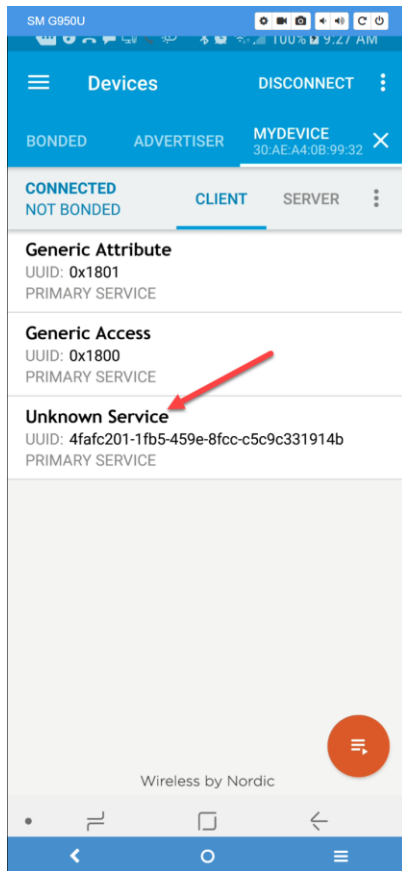 SM G950U
100% 9:27 AM
Devices
DISCONNECT
BONDED
ADVERTISER
MYDEVICE
30:AE:A4:0B:99:32
CONNECTED
NOT BONDED
CLIENT
SERVER
Generic Attribute
UUID: 0x1801
PRIMARY SERVICE
Generic Access
UUID: 0x1800
PRIMARY SERVICE
Unknown Service
UUID: 4fafc201-1fb5-459e-8fcc-c5c9c331914b
PRIMARY SERVICE
Wireless by Nordic